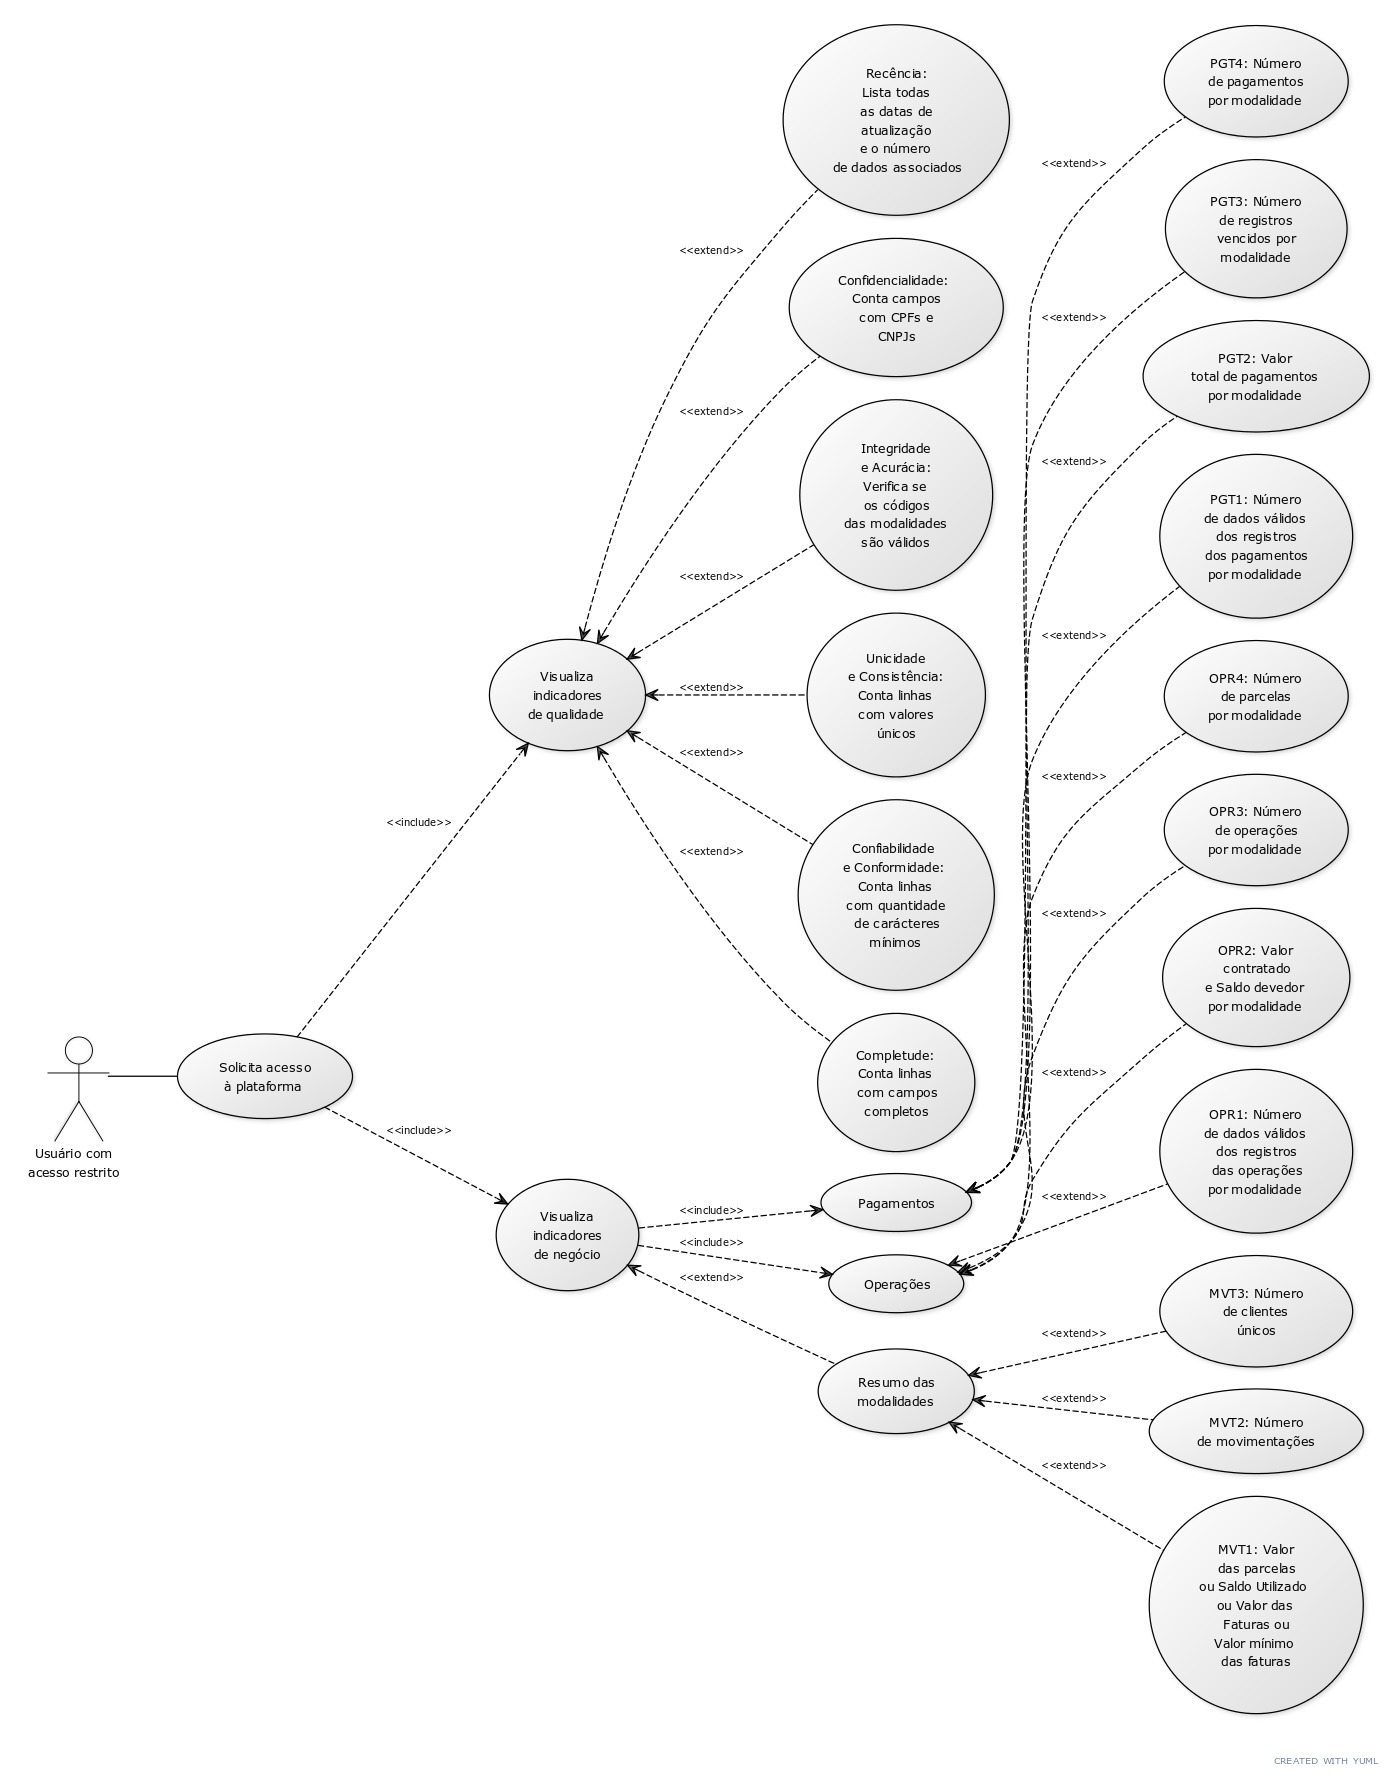 Recência:
Lista todas
as datas de
atualização
e o número
de dados associados
<<extend>>
Confidencialidade:
Conta campos
com CPFs e
CNPJs
<<extend>>
Integridade
e Acurácia:
Verifica se
os códigos
das modalidades
são válidos
<<extend>>
Unicidade
e Consistência:
Conta linhas
com valores
únicos
<<extend>>
Visualiza
indicadores
de qualidade
<<extend>>
Confiabilidade
e Conformidade:
Conta linhas
com quantidade
de carácteres
mínimos
<<extend>>
<<include>>
Completude:
Conta linhas
com campos
completos
Solicita acesso
à plataforma
Usuário com
acesso restrito
<<include>>
Visualiza
indicadores
de negócio
<<include>>
<<include>>
<<extend>>
Pagamentos
Operações
Resumo das
modalidades
PGT4: Número
de pagamentos
por modalidade
<<extend>>
PGT3: Número
de registros
vencidos por
modalidade
<<extend>>
PGT2: Valor
total de pagamentos
por modalidade
<<extend>>
PGT1: Número
de dados válidos
dos registros
dos pagamentos
por modalidade
<<extend>>
OPR4: Número
de parcelas
por modalidade
<<extend>>
OPR3: Número
de operações
por modalidade
<<extend>>
OPR2: Valor
contratado
e Saldo devedor
por modalidade
<<extend>>
OPR1: Número
de dados válidos
dos registros
das operações
por modalidade
<<extend>>
MVT3: Número
de clientes
únicos
<<extend>>
MVT2: Número
de movimentações
<<extend>>
MVT1: Valor
das parcelas
ou Saldo Utilizado
ou Valor das
Faturas ou
Valor mínimo
das faturas
<<extend>>
CREATED WITH YUML